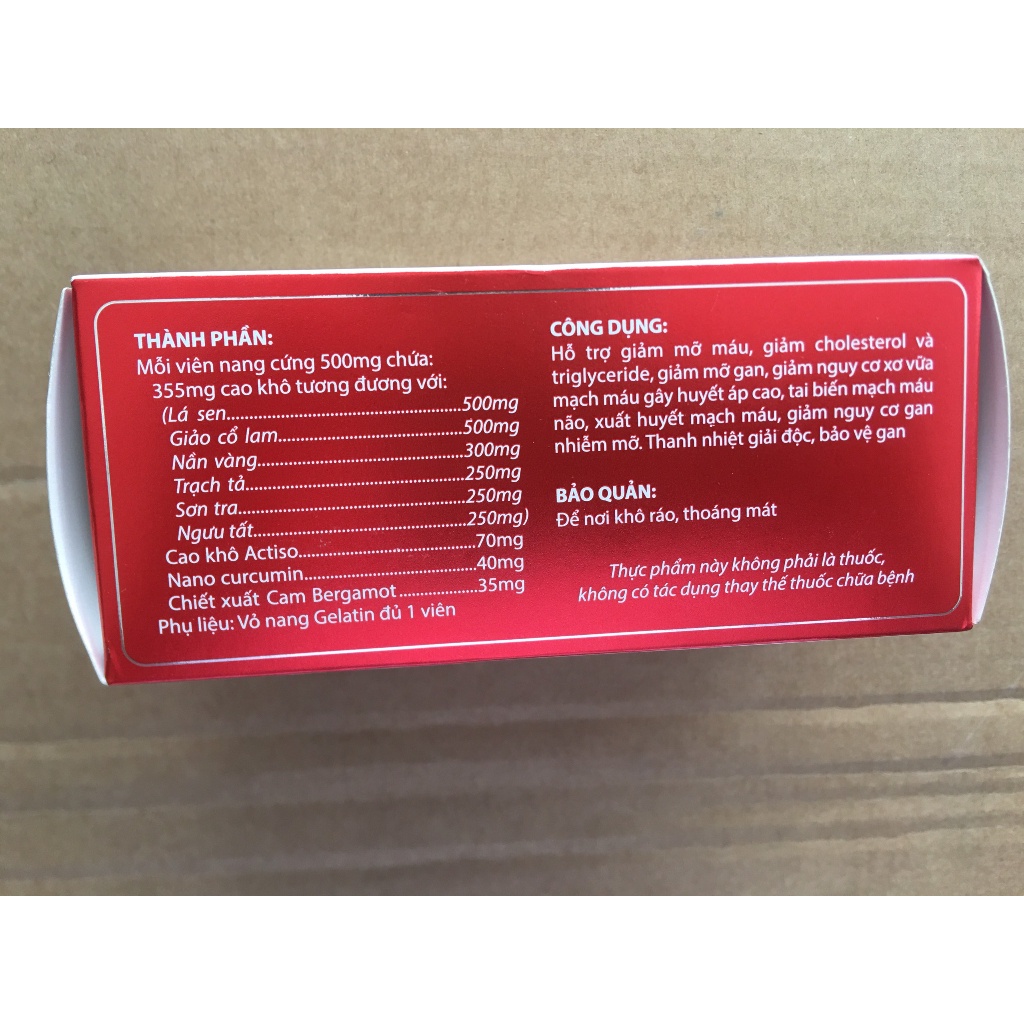 THÀNH PHẦN:
Mỗi viên nang cứng 500mg chứa:
355mg cao khô tương đương với:
(Lá sen..........500mg
Giảo cổ lam..........500mg
Nần vàng..........300mg
Trạch tả..........250mg
Sơn tra..........250mg
Ngưu tất..........250mg)
Cao khô Actiso..........70mg
Nano curcumin..........40mg
Chiết xuất Cam Bergamot..........35mg
Phụ liệu: Vỏ nang Gelatin đủ 1 viên
CÔNG DỤNG:
Hỗ trợ giảm mỡ máu, giảm cholesterol và
triglyceride, giảm mỡ gan, giảm nguy cơ xơ vữa
mạch máu gây huyết áp cao, tai biến mạch máu
não, xuất huyết mạch máu, giảm nguy cơ gan
nhiễm mỡ. Thanh nhiệt giải độc, bảo vệ gan
BẢO QUẢN:
Để nơi khô ráo, thoáng mát
Thực phẩm này không phải là thuốc,
không có tác dụng thay thế thuốc chữa bệnh